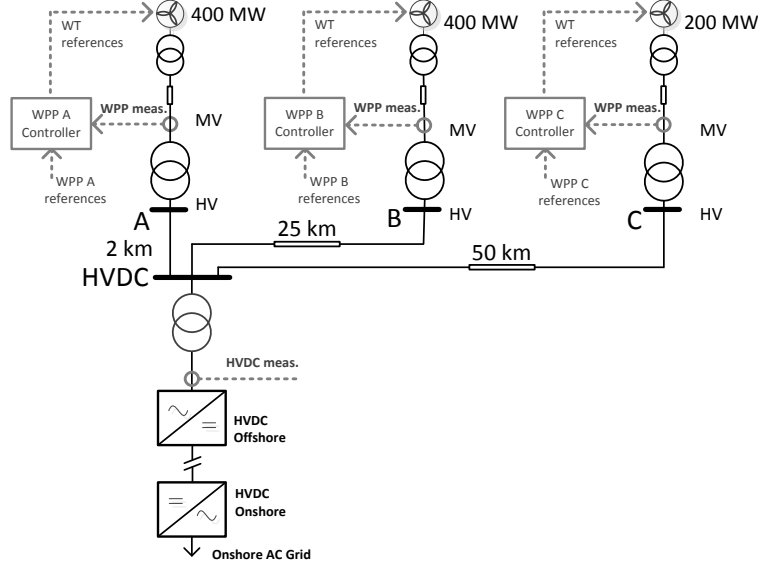 400 MW
400 MW
200 MW
WT
references
WT
references
WT
references
WPP A
Controller
WPP meas.
MV
WPP B
Controller
WPP meas.
MV
WPP C
Controller
WPP meas.
MV
WPP A
references
WPP B
references
WPP C
references
A
HV
B
HV
C
HV
2 km
25 km
50 km
HVDC
HVDC meas.
HVDC
Offshore
HVDC
Onshore
Onshore AC Grid